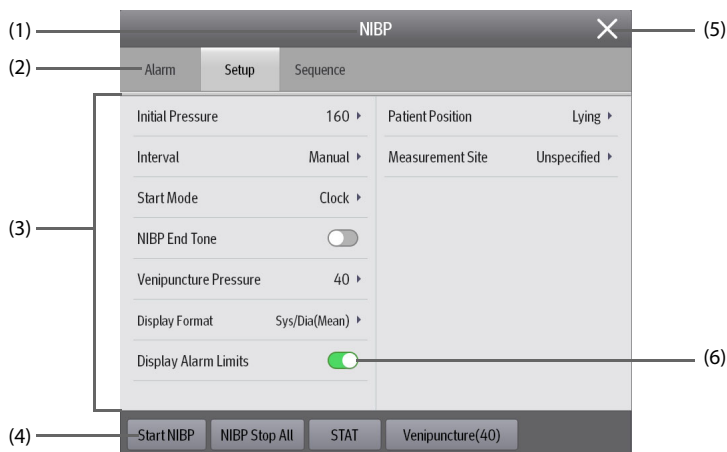 (1)
NIBP
(5)
(2)
Alarm Setup Sequence
Initial Pressure 160
Patient Position Lying
Interval Manual
Measurement Site Unspecified
Start Mode Clock
(3)
NIBP End Tone
Venipuncture Pressure 40
Display Format Sys/Dia(Mean)
Display Alarm Limits
(6)
(4)
Start NIBP NIBP Stop All STAT Venipuncture(40)